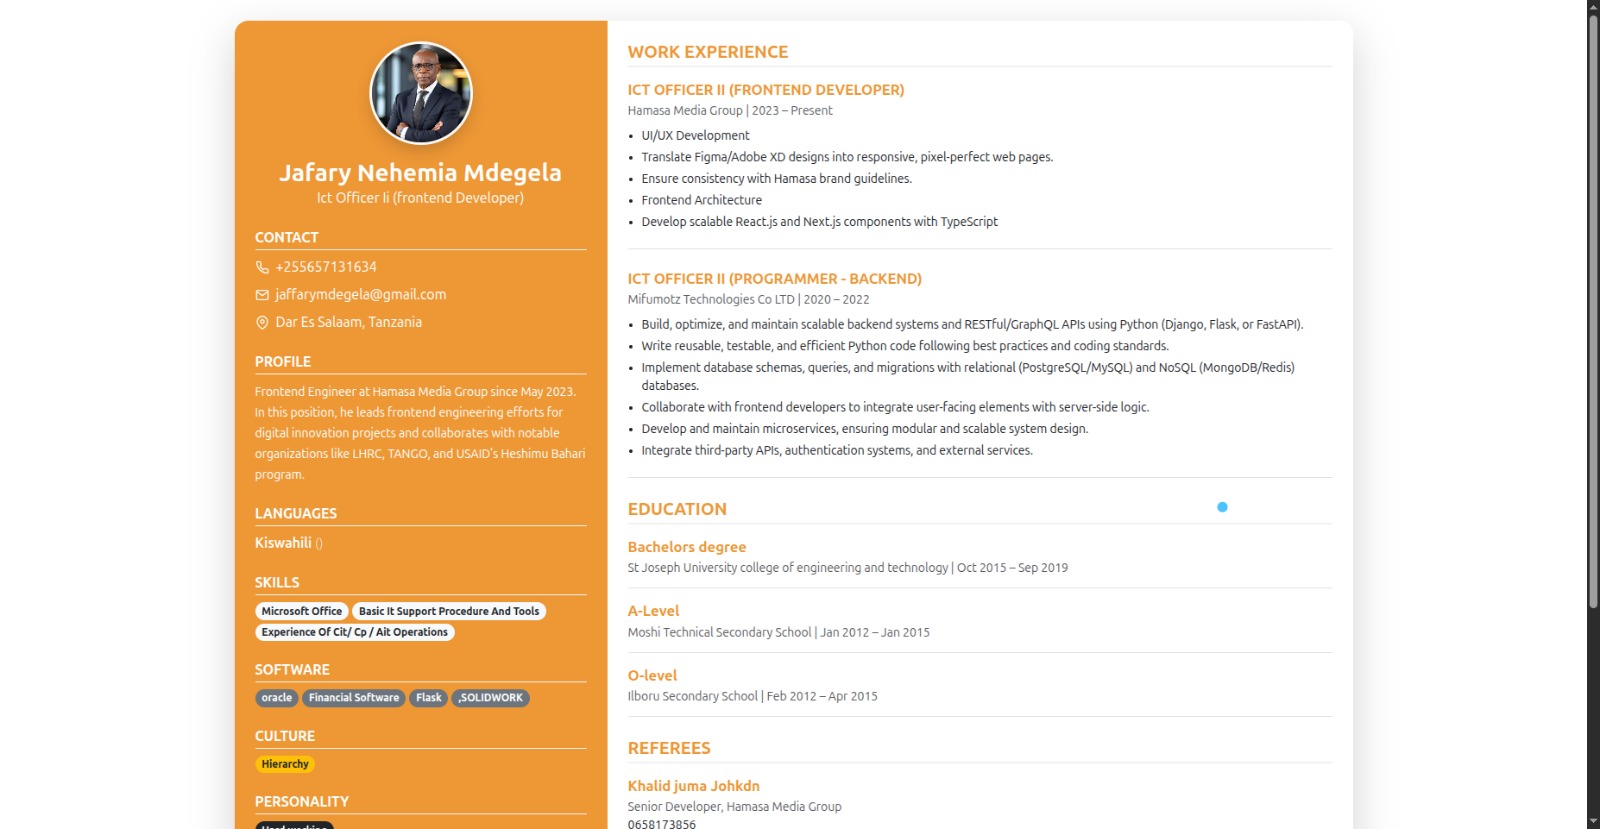 Jafary Nehemia Mdegela
Ict Officer Ii (frontend Developer)
CONTACT
+255657131634
jaffarymdegela@gmail.com
Dar Es Salaam, Tanzania
PROFILE
Frontend Engineer at Hamasa Media Group since May 2023.
In this position, he leads frontend engineering efforts for
digital innovation projects and collaborates with notable
organizations like LHRC, TANGO, and USAID's Heshimu Bahari
program.
LANGUAGES
Kiswahili ()
SKILLS
Microsoft Office Basic It Support Procedure And Tools
Experience Of Cit/ Cp / Ait Operations
SOFTWARE
oracle Financial Software Flask ,SOLIDWORK
CULTURE
Hierarchy
PERSONALITY
Hard working
WORK EXPERIENCE
ICT OFFICER II (FRONTEND DEVELOPER)
Hamasa Media Group | 2023 – Present
• UI/UX Development
• Translate Figma/Adobe XD designs into responsive, pixel-perfect web pages.
• Ensure consistency with Hamasa brand guidelines.
• Frontend Architecture
• Develop scalable React.js and Next.js components with TypeScript
ICT OFFICER II (PROGRAMMER - BACKEND)
Mifumotz Technologies Co LTD | 2020 – 2022
• Build, optimize, and maintain scalable backend systems and RESTful/GraphQL APIs using Python (Django, Flask, or FastAPI).
• Write reusable, testable, and efficient Python code following best practices and coding standards.
• Implement database schemas, queries, and migrations with relational (PostgreSQL/MySQL) and NoSQL (MongoDB/Redis)
databases.
• Collaborate with frontend developers to integrate user-facing elements with server-side logic.
• Develop and maintain microservices, ensuring modular and scalable system design.
• Integrate third-party APIs, authentication systems, and external services.
EDUCATION
Bachelors degree
St Joseph University college of engineering and technology | Oct 2015 – Sep 2019
A-Level
Moshi Technical Secondary School | Jan 2012 – Jan 2015
O-level
Ilboru Secondary School | Feb 2012 – Apr 2015
REFEREES
Khalid juma Johkdn
Senior Developer, Hamasa Media Group
0658173856